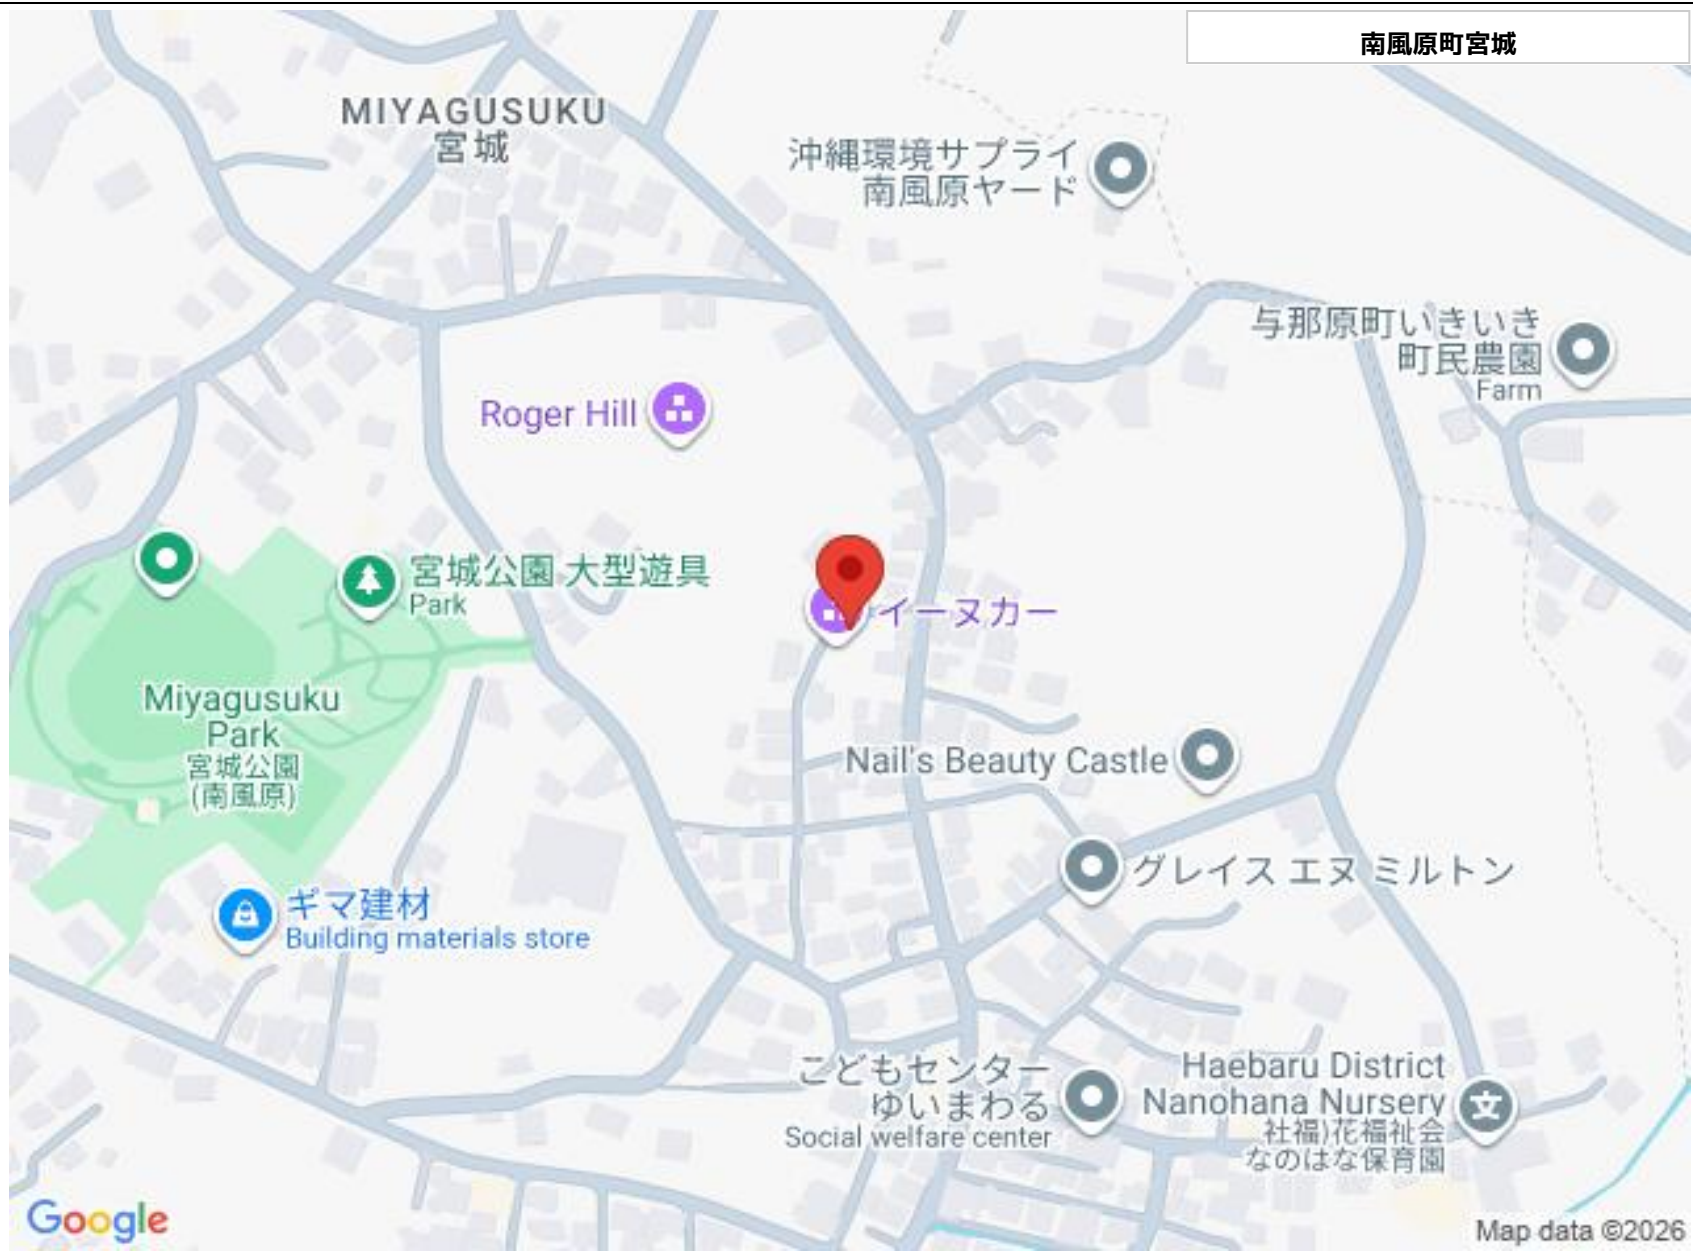 南風原町宮城
MIYAGUSUKU
宮城
沖縄環境サプライ
南風原ヤード
与那原町いきいき
町民農園
Farm
Roger Hill
宮城公園 大型遊具
Park
イーヌカー
Miyagusuku
Park
宮城公園
(南風原)
Nail's Beauty Castle
グレイス エヌ ミルトン
ギマ建材
Building materials store
こどもセンター
ゆいまわる
Social welfare center
Haebaru District
Nanohana Nursery
社福)花福祉会
なのはな保育園
文
Google
Map data ©2026